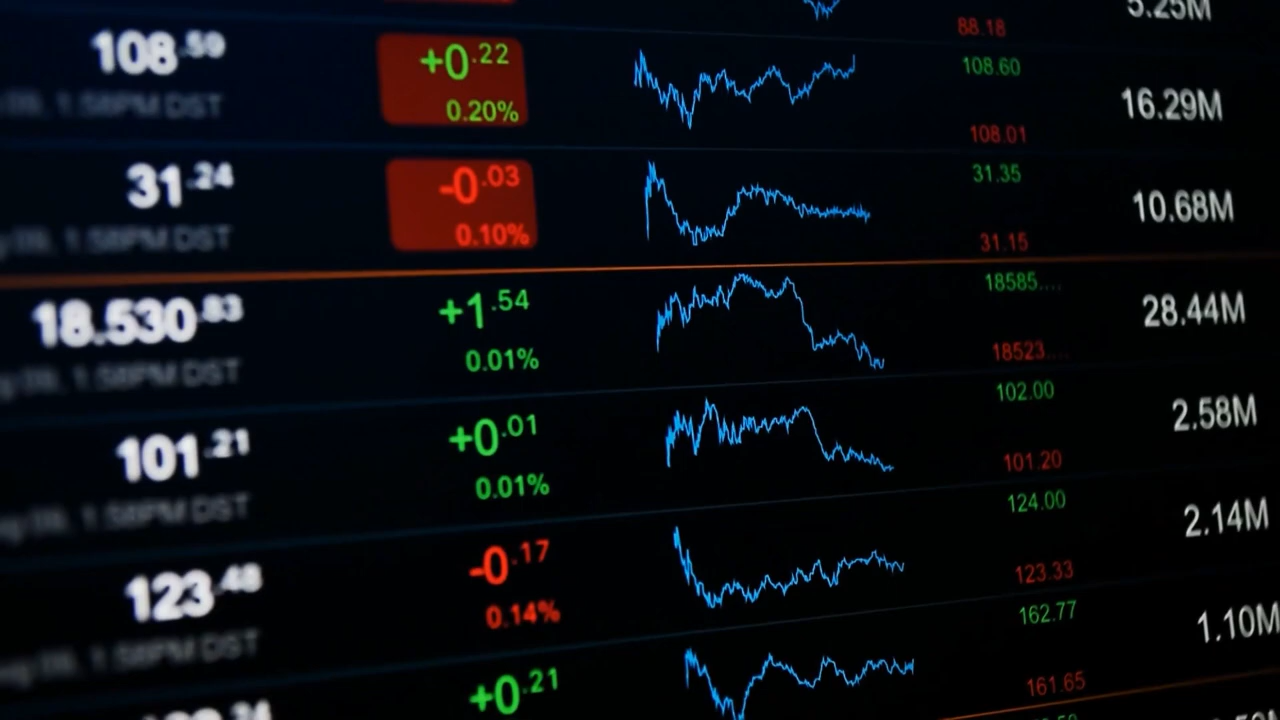 5.25M
88.18
108.59 +0.22 108.60
0.20% 16.29M
1:58PM DST 108.01
31.24 -0.03 31.35
0.10% 10.68M
1:58PM DST 31.15
18.530.83 +1.54 18585....
0.01% 28.44M
1:58PM DST 18523....
101.21 +0.01 102.00
0.01% 2.58M
1:58PM DST 101.20
123.48 -0.17 124.00
0.14% 2.14M
1:58PM DST 123.33
+0.21 162.77
1.10M
161.65